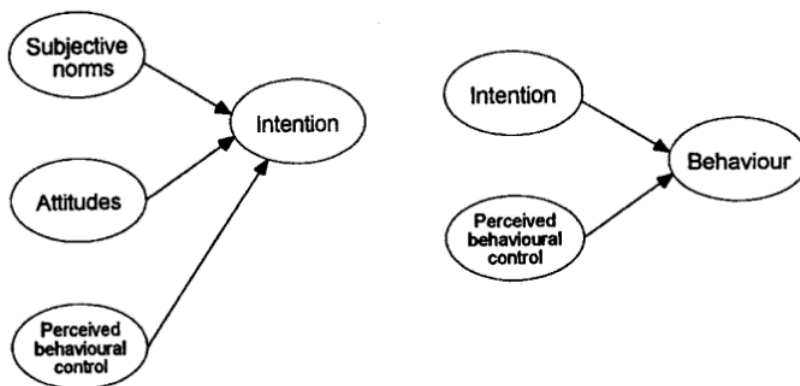 Subjective
norms
Intention
Attitudes
Perceived
behavioural
control
Intention
Behaviour
Perceived
behavioural
control